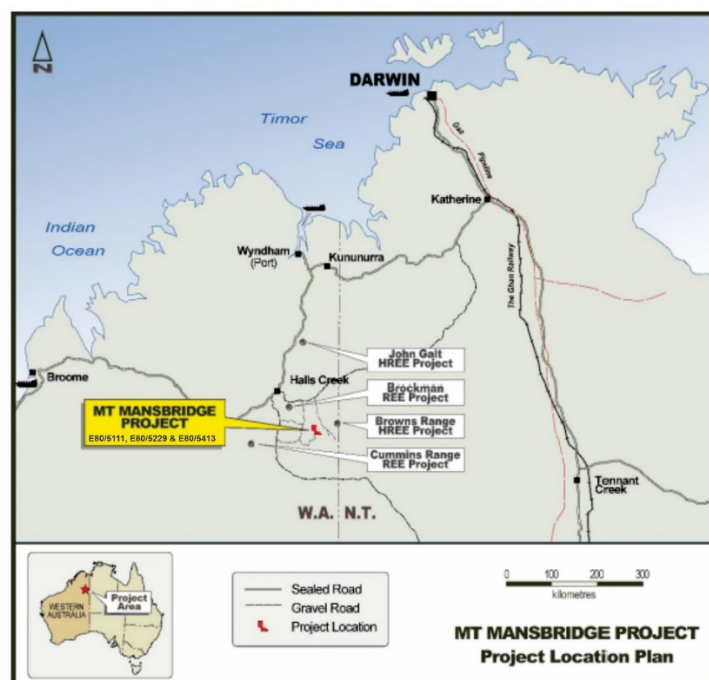 N
DARWIN
Timor
Sea
Gas
Pipeline
Katherine
Indian
Ocean
Wyndham
(Port)
Kununurra
The Ghan Railway
John Galt
HREE Project
Broome
Halls Creek
Brockman
REE Project
MT MANSBRIDGE
PROJECT
E80/5111, E80/5229 & E80/5413
Browns Range
HREE Project
Cummins Range
REE Project
Tennant
Creek
W.A. N.T.
WESTERN
AUSTRALIA
Project
Area
Sealed Road
Gravel Road
Project Location
0 100 200 300
kilometres
MT MANSBRIDGE PROJECT
Project Location Plan